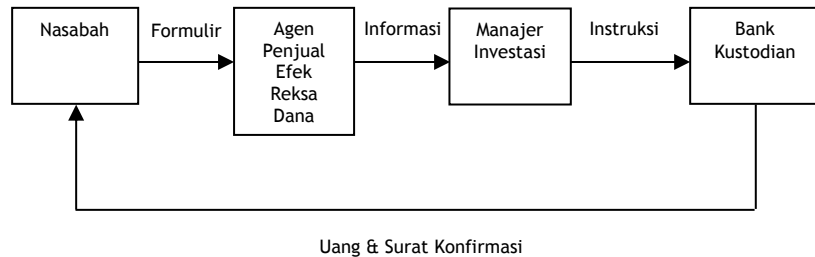 Nasabah
Formulir
Agen
Penjual
Efek
Reksa
Dana
Informasi
Manajer
Investasi
Instruksi
Bank
Kustodian
Uang & Surat Konfirmasi